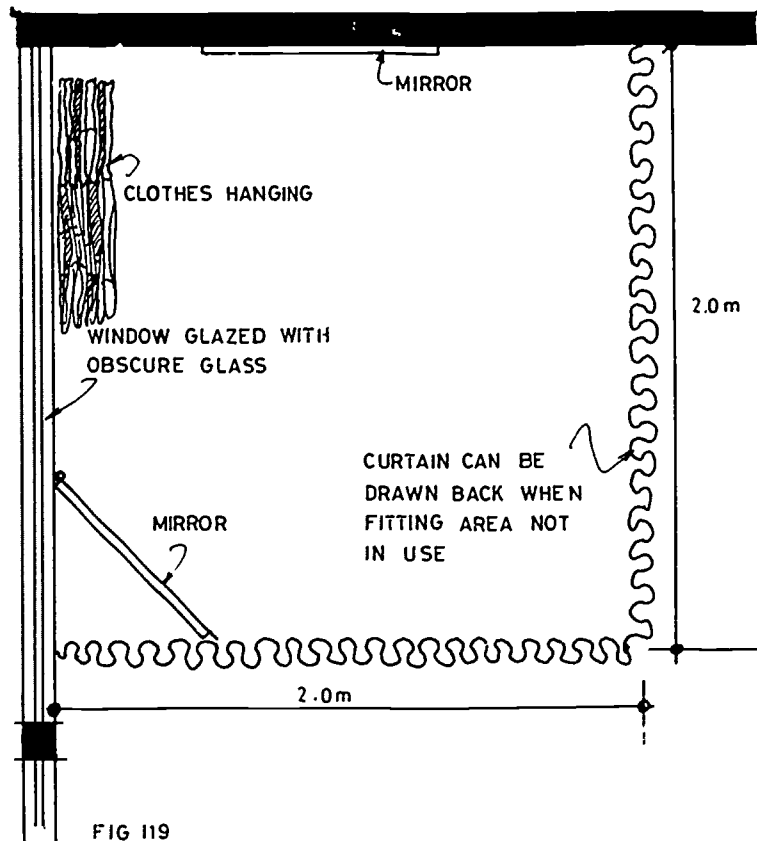 MIRROR
CLOTHES HANGING
WINDOW GLAZED WITH
OBSCURE GLASS
2.0m
CURTAIN CAN BE
DRAWN BACK WHEN
FITTING AREA NOT
IN USE
MIRROR
2.0m
FIG 119